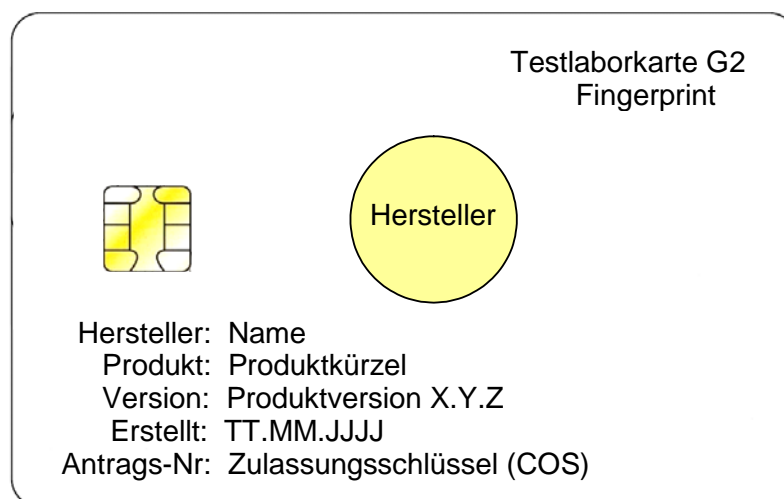 Testlaborkarte G2
Fingerprint
Hersteller
Hersteller: Name
Produkt: Produktkürzel
Version: Produktversion X.Y.Z
Erstellt: TT.MM.JJJJ
Antrags-Nr: Zulassungsschlüssel (COS)